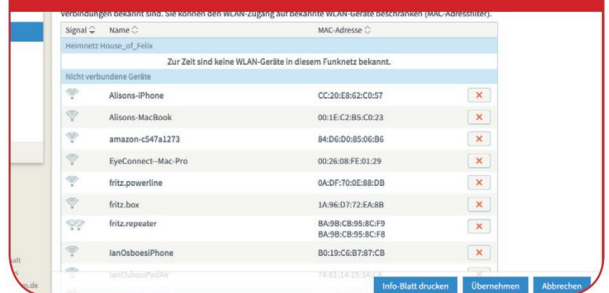 verbindungen bekannt sind. Sie können den WLAN-Zugang auf bekannte WLAN-Geräte beschränken (MAC-Adressfilter).
Signal Name MAC-Adresse
Heimnetz House_of_Felix
Zur Zeit sind keine WLAN-Geräte in diesem Funknetz bekannt.
Nicht verbundene Geräte
Alisons-iPhone CC:20:E8:62:C0:57
Alisons-MacBook 00:1E:C2:B5:C0:23
amazon-c547a1273 84:D6:D0:85:06:B6
EyeConnect--Mac-Pro 00:26:08:FE:01:29
fritz.powerline 0A:DF:70:0E:88:DB
fritz.box 1A:96:D7:72:EA:8B
fritz.repeater BA:9B:CB:95:8C:F9
BA:9B:CB:95:8C:F8
IanOsboesiPhone B0:19:C6:B7:87:CB
IanOsboesiPadAir
Info-Blatt drucken Übernehmen Abbrechen